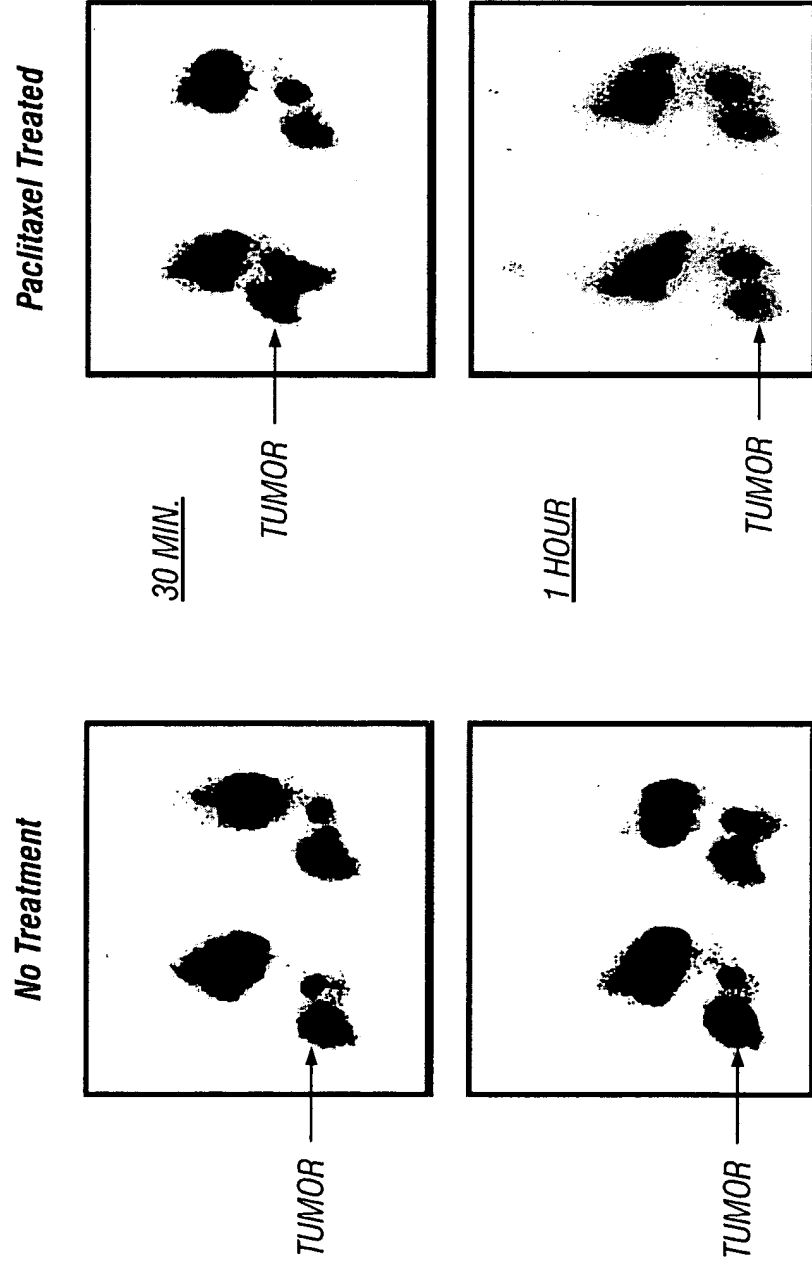 No Treatment
Paclitaxel Treated
30 MIN.
TUMOR
TUMOR
1 HOUR
TUMOR
TUMOR